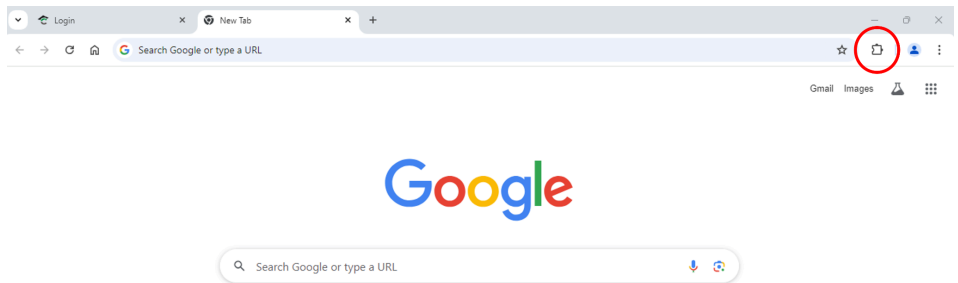 Login
New Tab
Search Google or type a URL
Gmail Images
Google
Search Google or type a URL